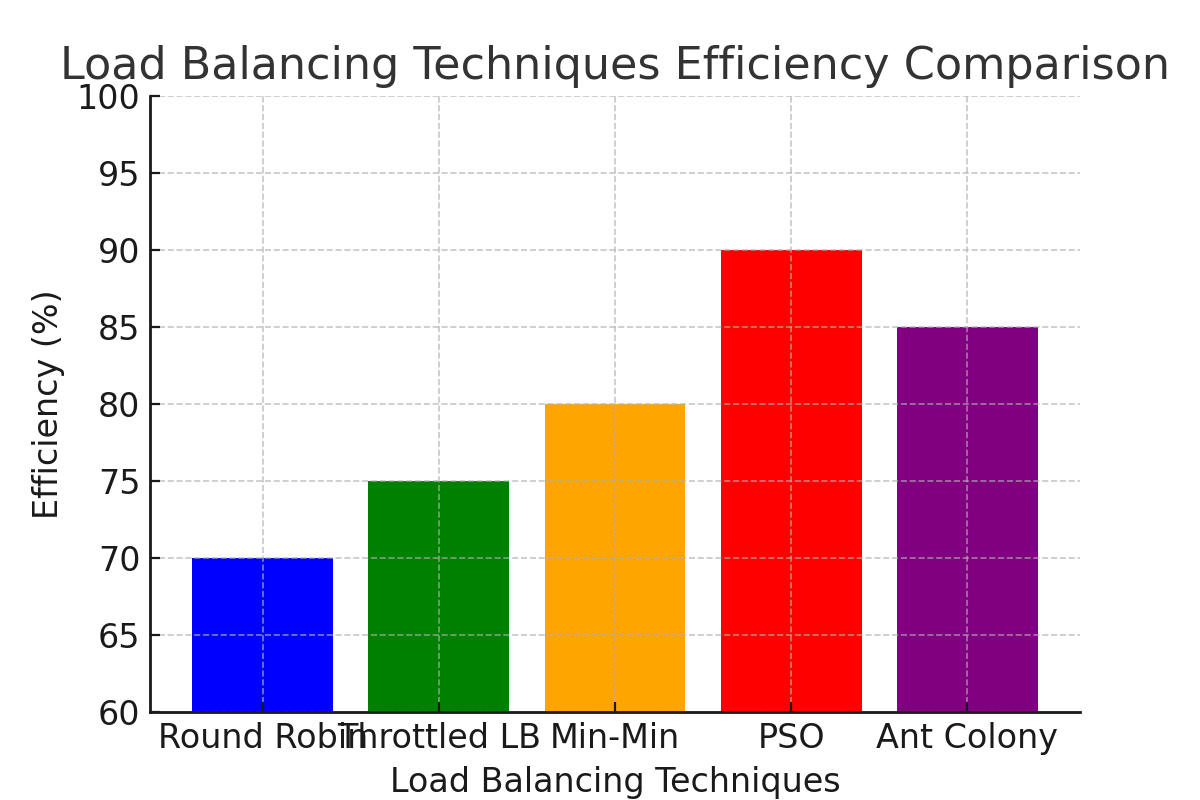 Load Balancing Techniques Efficiency Comparison
100
95
90
85
80
75
70
65
60
Efficiency (%)
Round Robin Throttled LB Min-Min PSO Ant Colony
Load Balancing Techniques